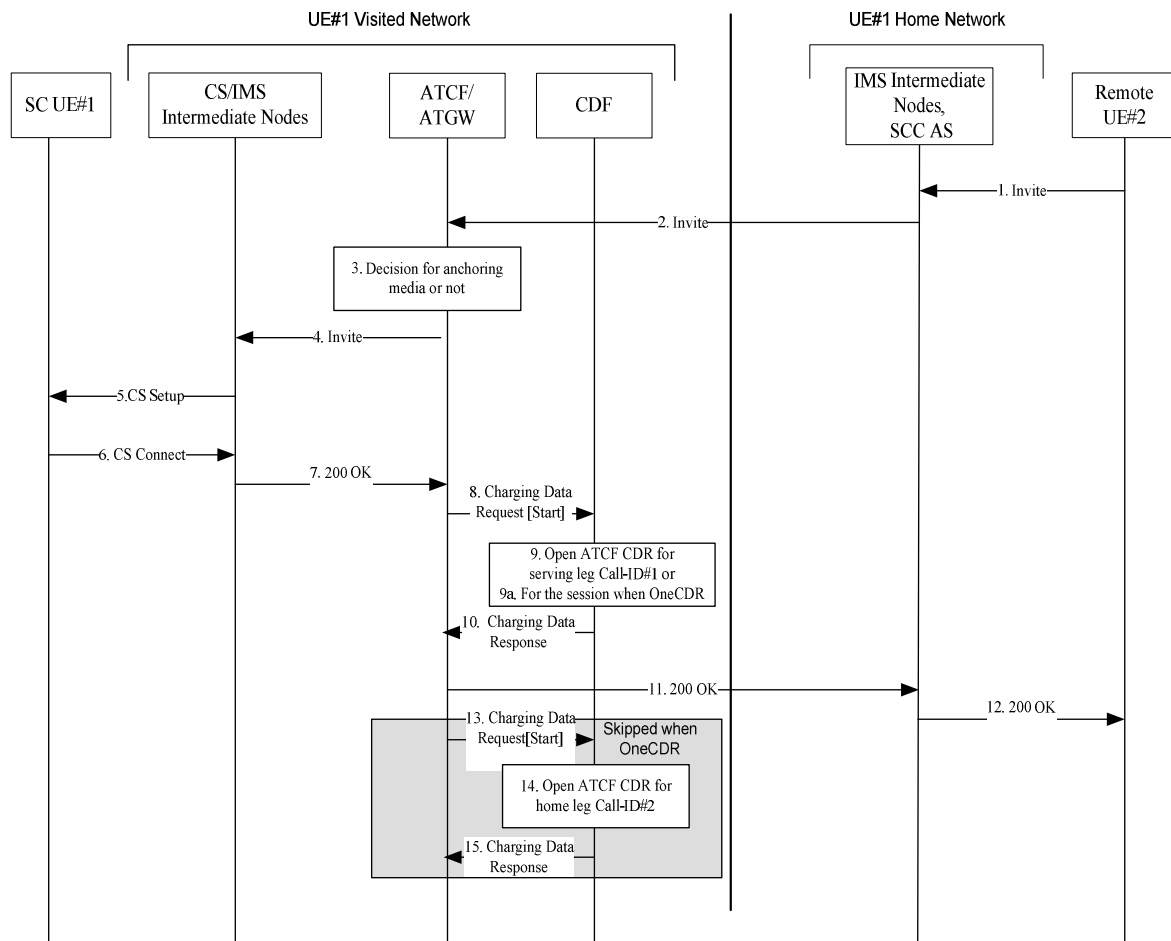 UE#1 Visited Network
UE#1 Home Network
SC UE#1
CS/IMS
Intermediate Nodes
ATCF/
ATGW
CDF
IMS Intermediate
Nodes,
SCC AS
Remote
UE#2
1. Invite
2. Invite
3. Decision for anchoring
media or not
4. Invite
5.CS Setup
6. CS Connect
7. 200 OK
8. Charging Data
Request [Start]
9. Open ATCF CDR for
serving leg Call-ID#1 or
9a. For the session when OneCDR
10. Charging Data
Response
11. 200 OK
12. 200 OK
13. Charging Data
Request[Start]
Skipped when
OneCDR
14. Open ATCF CDR for
home leg Call-ID#2
15. Charging Data
Response